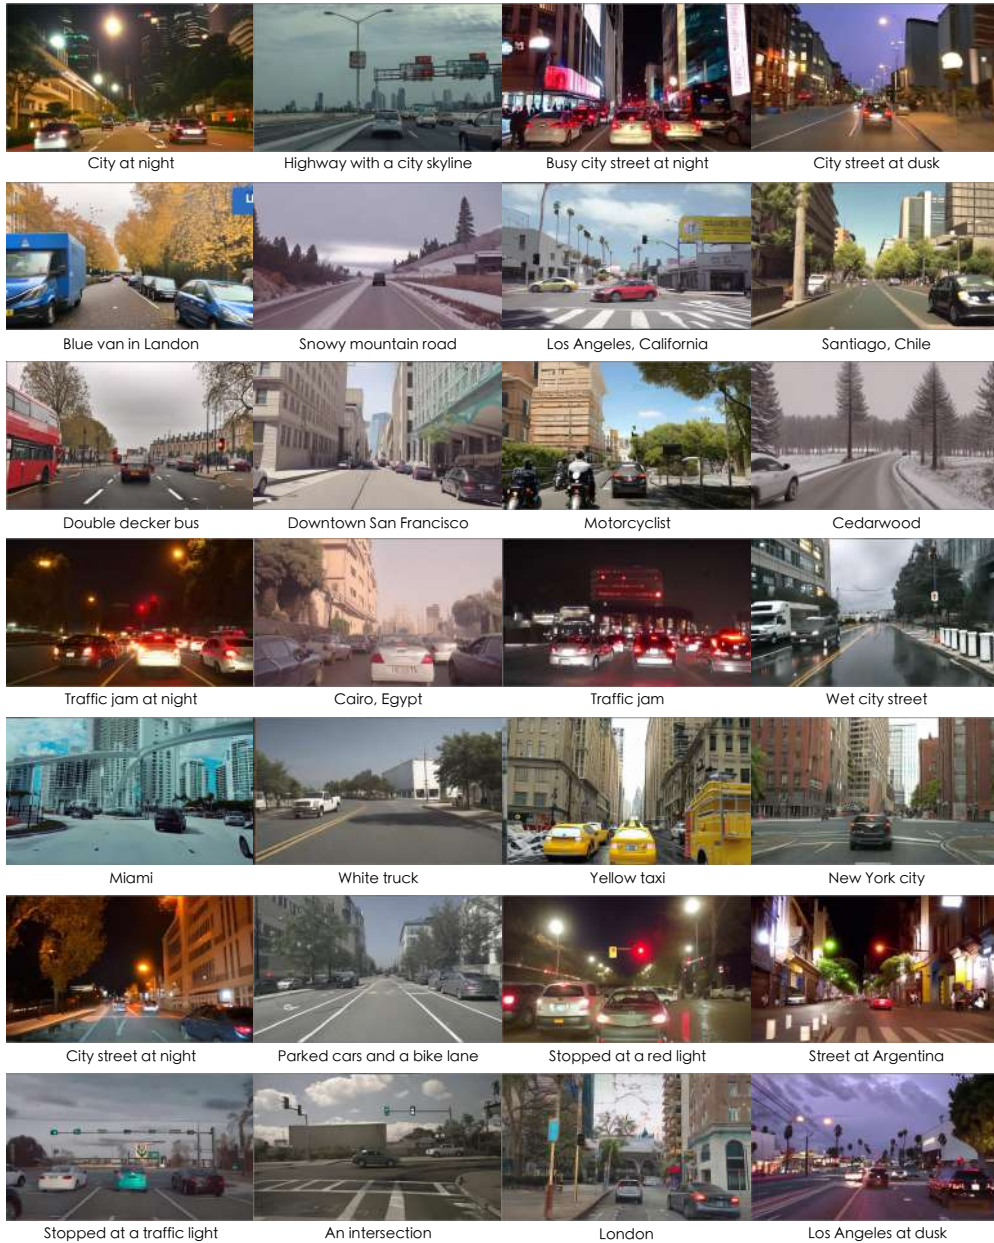 City at night
Highway with a city skyline
Busy city street at night
City street at dusk
Blue van in Landon
Snowy mountain road
Los Angeles, California
Santiago, Chile
Double decker bus
Downtown San Francisco
Motorcyclist
Cedarwood
Traffic jam at night
Cairo, Egypt
Traffic jam
Wet city street
Miami
White truck
Yellow taxi
New York city
City street at night
Parked cars and a bike lane
Stopped at a red light
Street at Argentina
Stopped at a traffic light
An intersection
London
Los Angeles at dusk